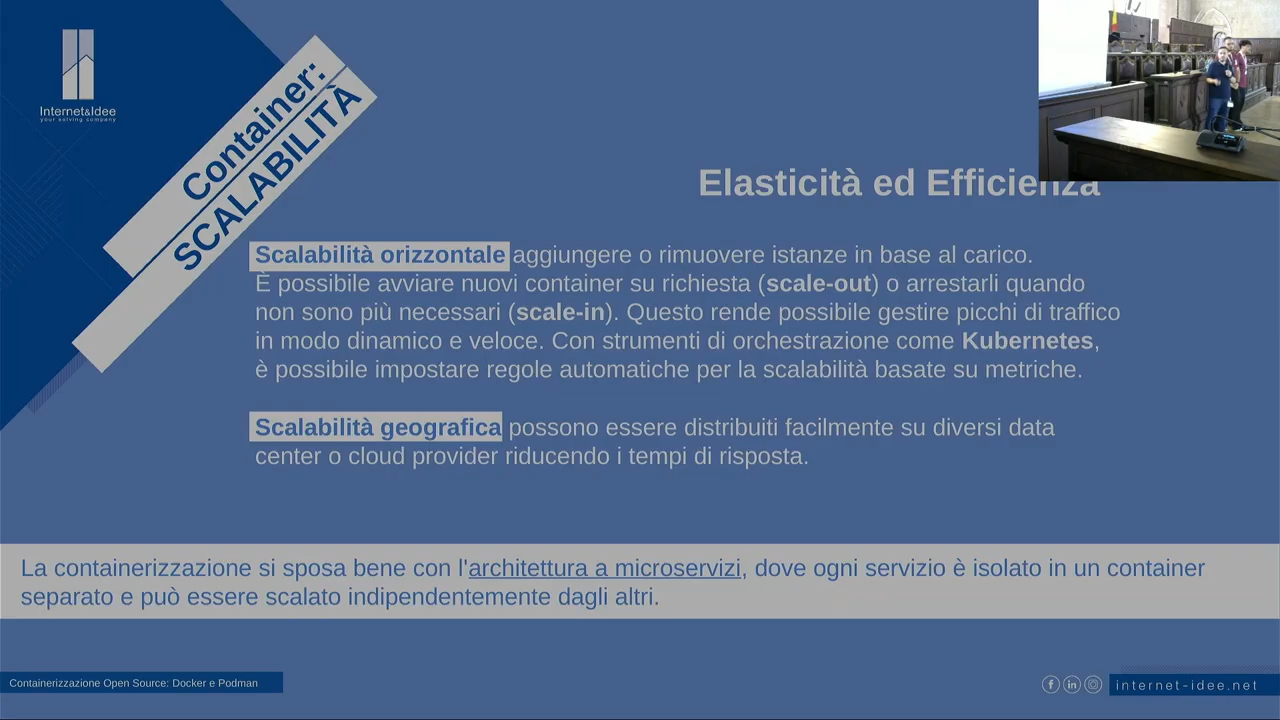 Internet&Idee
your solving company
Container:
SCALABILITÀ
Elasticità ed Efficienza
Scalabilità orizzontale aggiungere o rimuovere istanze in base al carico.
È possibile avviare nuovi container su richiesta (scale-out) o arrestarli quando
non sono più necessari (scale-in). Questo rende possibile gestire picchi di traffico
in modo dinamico e veloce. Con strumenti di orchestrazione come Kubernetes,
è possibile impostare regole automatiche per la scalabilità basate su metriche.
Scalabilità geografica possono essere distribuiti facilmente su diversi data
center o cloud provider riducendo i tempi di risposta.
La containerizzazione si sposa bene con l'architettura a microservizi, dove ogni servizio è isolato in un container
separato e può essere scalato indipendentemente dagli altri.
Containerizzazione Open Source: Docker e Podman
internet-idee.net